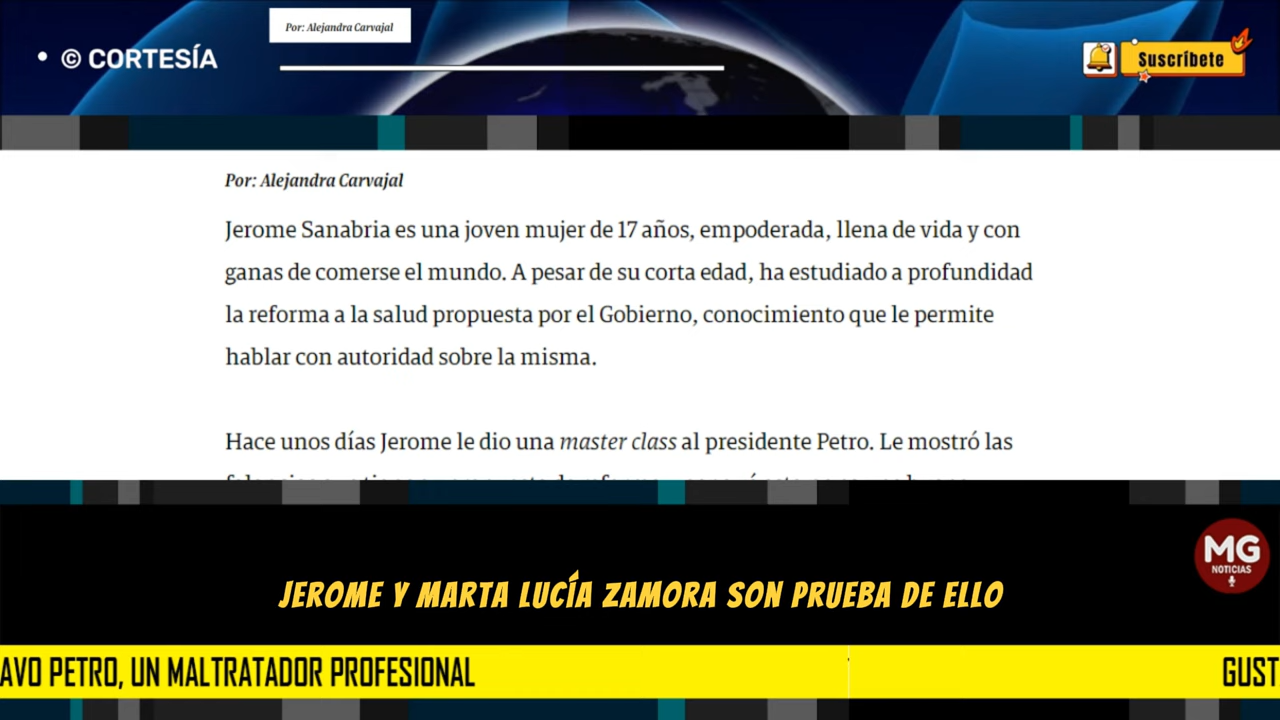 Por: Alejandra Carvajal
• © CORTESÍA
Suscríbete
Por: Alejandra Carvajal
Jerome Sanabria es una joven mujer de 17 años, empoderada, llena de vida y con
ganas de comerse el mundo. A pesar de su corta edad, ha estudiado a profundidad
la reforma a la salud propuesta por el Gobierno, conocimiento que le permite
hablar con autoridad sobre la misma.
Hace unos días Jerome le dio una master class al presidente Petro. Le mostró las
MG
NOTICIAS
JEROME Y MARTA LUCÍA ZAMORA SON PRUEBA DE ELLO
AVO PETRO, UN MALTRATADOR PROFESIONAL
GUST